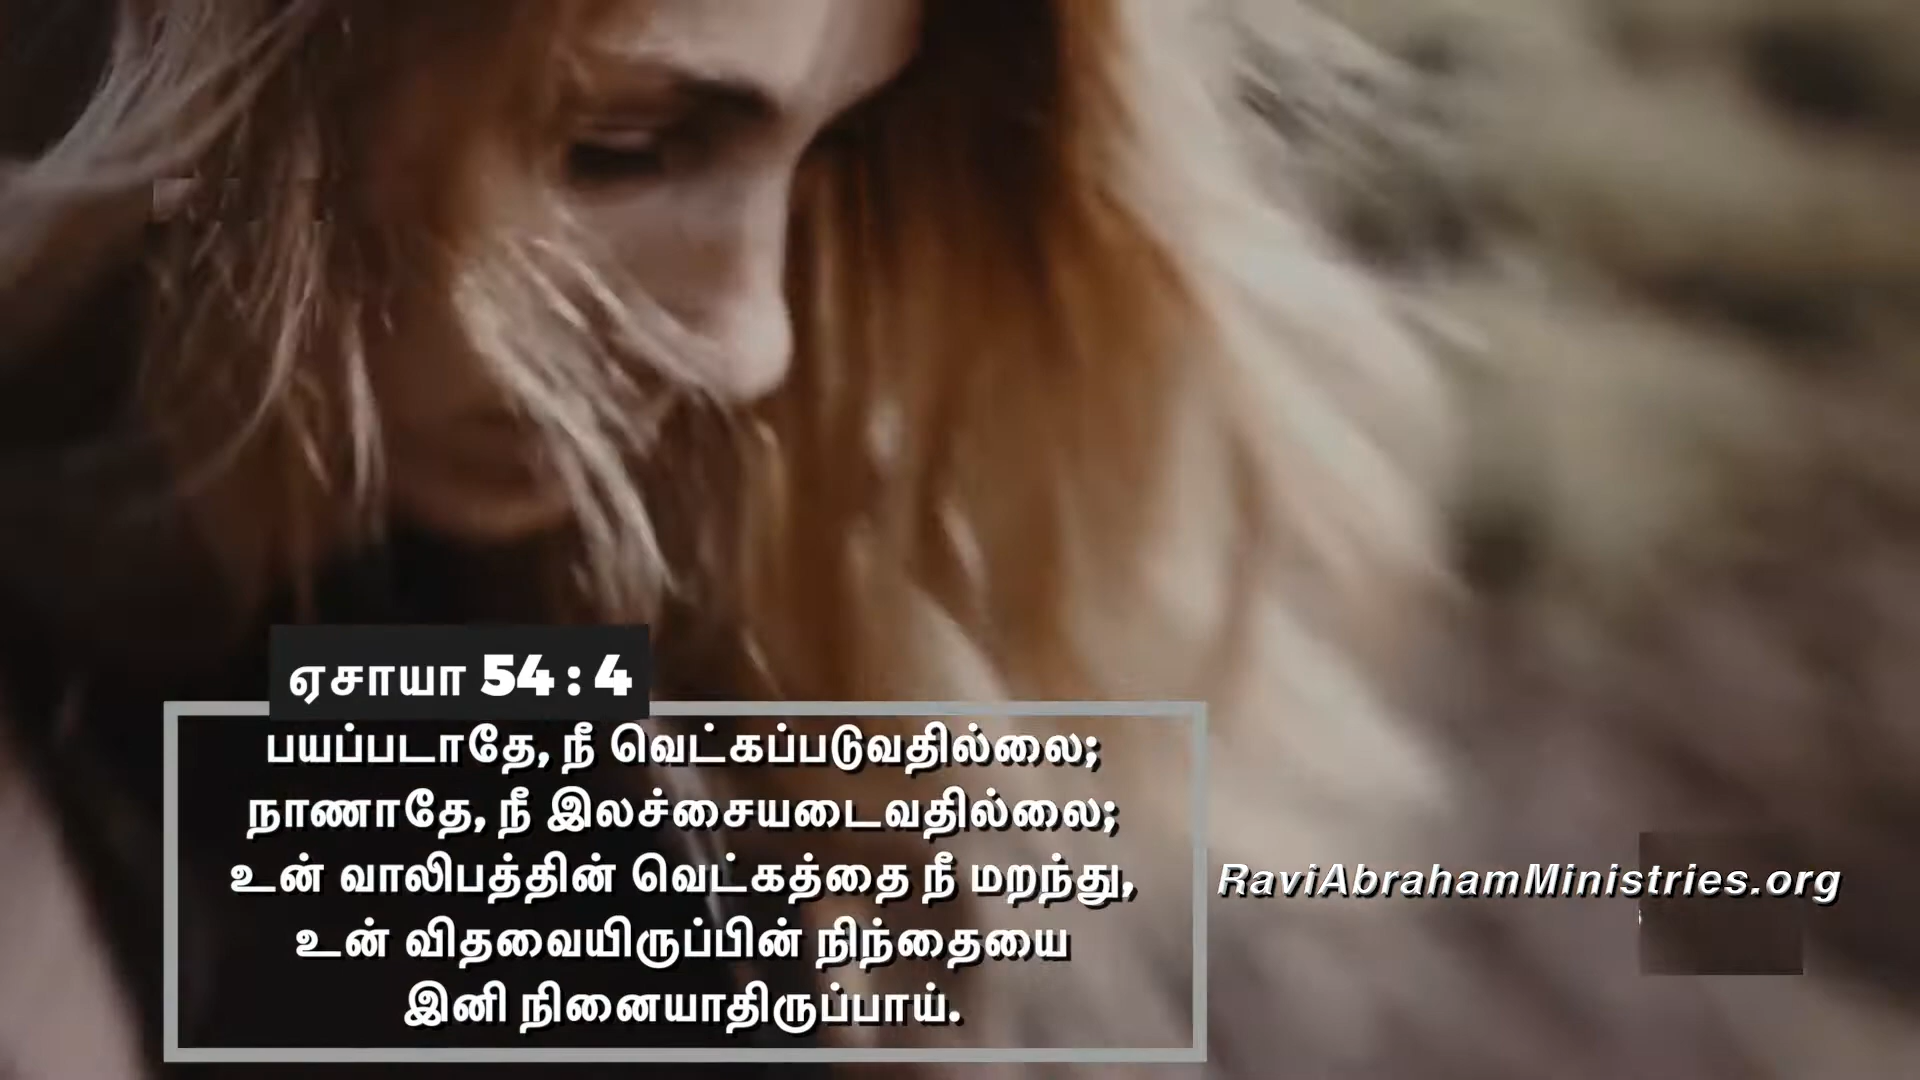 ஏசாயா 54 : 4
பயப்படாதே, நீ வெட்கப்படுவதில்லை;
நாணாதே, நீ இலச்சையடைவதில்லை;
உன் வாலிபத்தின் வெட்கத்தை நீ மறந்து,
உன் விதவையிருப்பின் நிந்தையை
இனி நினையாதிருப்பாய்.
RaviAbrahamMinistries.org